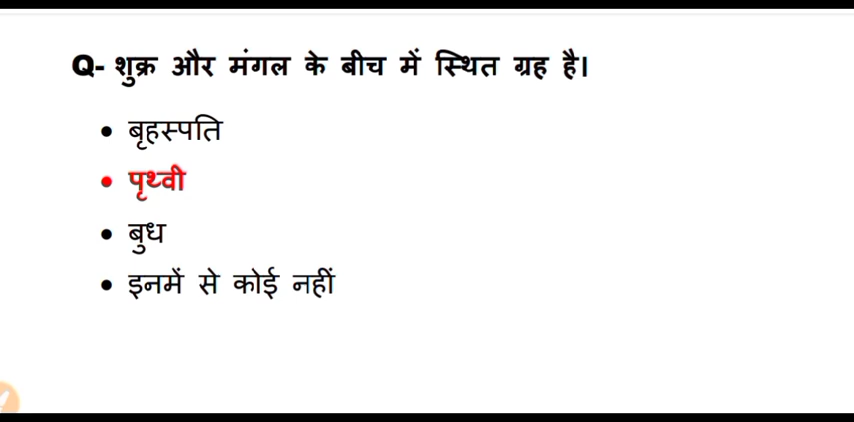 Q- शुक्र और मंगल के बीच में स्थित ग्रह है।
• बृहस्पति
• पृथ्वी
• बुध
• इनमें से कोई नहीं